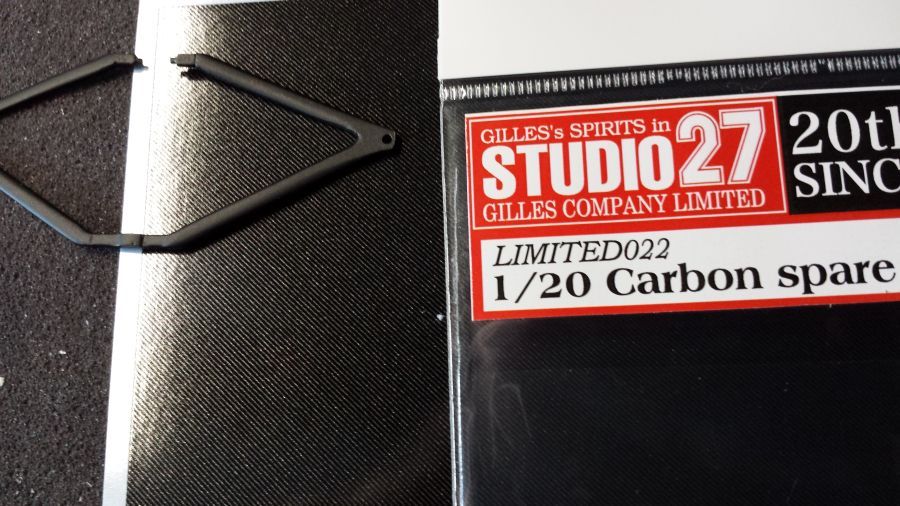 GILLES's SPIRITS in
STUDIO27
GILLES COMPANY LIMITED
20th
SINC
LIMITED022
1/20 Carbon spare